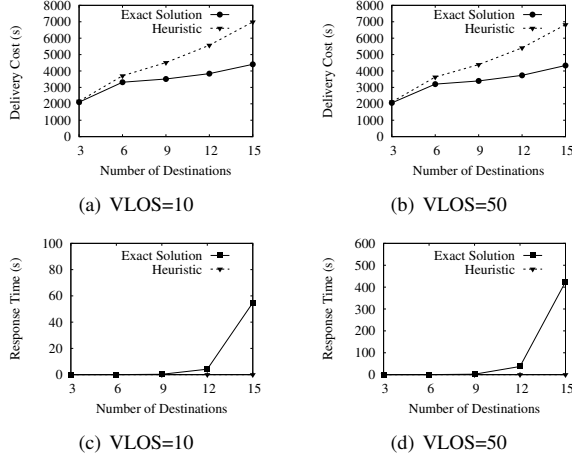 Delivery Cost (s)
8000
7000
6000
5000
4000
3000
2000
1000
0
Exact Solution
Heuristic
3 6 9 12 15
Number of Destinations
(a) VLOS=10
Delivery Cost (s)
8000
7000
6000
5000
4000
3000
2000
1000
0
Exact Solution
Heuristic
3 6 9 12 15
Number of Destinations
(b) VLOS=50
Response Time (s)
100
80
60
40
20
0
Exact Solution
Heuristic
3 6 9 12 15
Number of Destinations
(c) VLOS=10
Response Time (s)
600
500
400
300
200
100
0
Exact Solution
Heuristic
3 6 9 12 15
Number of Destinations
(d) VLOS=50